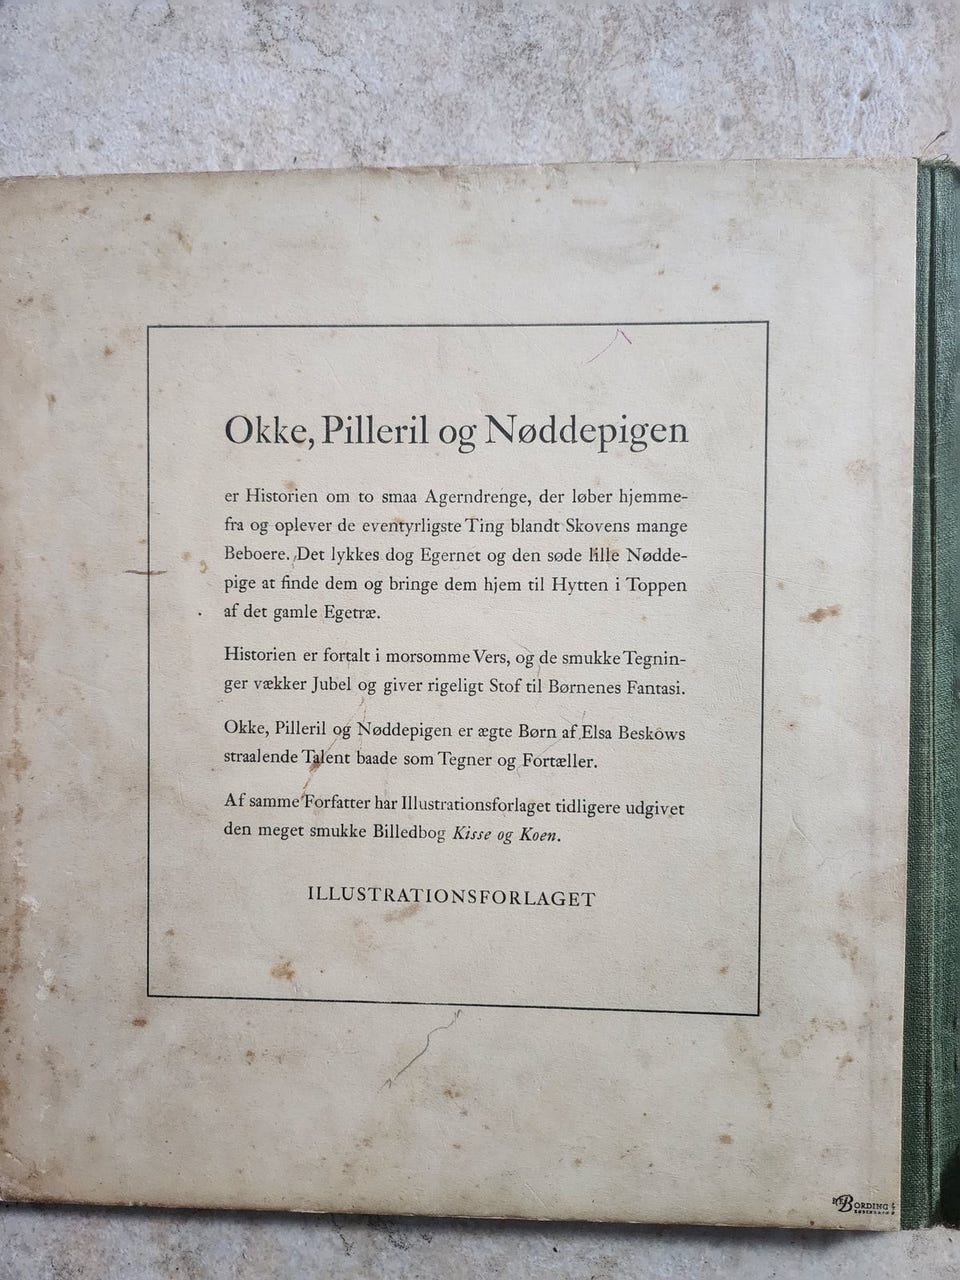 Okke, Pilleril og Nøddepigen
er Historien om to smaa Agerndrenge, der løber hjemme-
fra og oplever de eventyrligste Ting blandt Skovens mange
Beboere. Det lykkes dog Egernet og den søde lille Nødde-
pige at finde dem og bringe dem hjem til Hytten i Toppen
af det gamle Egetræ.
Historien er fortalt i morsomme Vers, og de smukke Tegnin-
ger vækker Jubel og giver rigeligt Stof til Børnenes Fantasi.
Okke, Pilleril og Nøddepigen er ægte Børn af Elsa Beskows
straalende Talent baade som Tegner og Fortæller.
Af samme Forfatter har Illustrationsforlaget tidligere udgivet
den meget smukke Billedbog Kisse og Koen.
ILLUSTRATIONSFORLAGET
BORDING